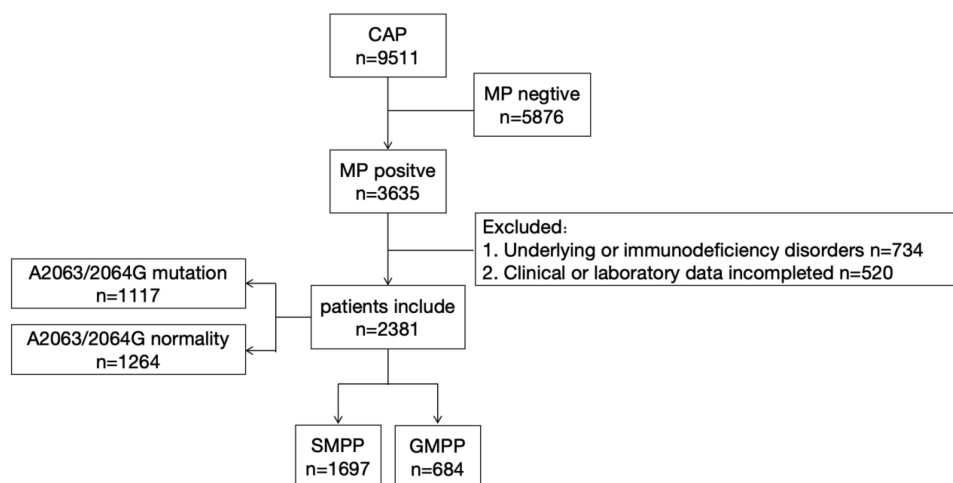 CAP
n=9511
MP negtive
n=5876
MP positve
n=3635
Excluded:
1. Underlying or immunodeficiency disorders n=734
2. Clinical or laboratory data incompleted n=520
A2063/2064G mutation
n=1117
patients include
n=2381
A2063/2064G normality
n=1264
SMPP
n=1697
GMPP
n=684